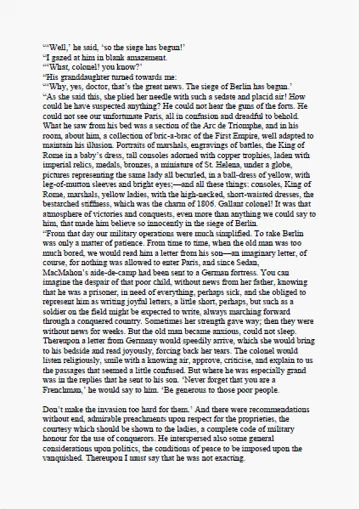 "'Well,' he said, 'so the siege has begun!'
"I gazed at him in blank amazement.
"'What, colonel! you know?'
"His granddaughter turned towards me:
"'Why, yes, doctor, that's the great news. The siege of Berlin has begun.'
"As she said this, she plied her needle with such a sedate and placid air! How
could he have suspected anything? He could not hear the guns of the forts. He
could not see our unfortunate Paris, all in confusion and dreadful to behold.
What he saw from his bed was a section of the Arc de Triomphe, and in his
room, about him, a collection of bric-a-brac of the First Empire, well adapted to
maintain his illusion. Portraits of marshals, engravings of battles, the King of
Rome in a baby's dress, tall consoles adorned with copper trophies, laden with
imperial relics, medals, bronzes, a miniature of St. Helena, under a globe,
pictures representing the same lady all becurled, in a ball-dress of yellow, with
leg-of-mutton sleeves and bright eyes;—and all these things: consoles, King of
Rome, marshals, yellow ladies, with the high-necked, short-waisted dresses, the
bestarched stiffness, which was the charm of 1806. Gallant colonel! It was that
atmosphere of victories and conquests, even more than anything we could say to
him, that made him believe so innocently in the siege of Berlin.
"From that day our military operations were much simplified. To take Berlin
was only a matter of patience. From time to time, when the old man was too
much bored, we would read him a letter from his son—an imaginary letter, of
course, for nothing was allowed to enter Paris, and since Sedan,
MacMahon's aide-de-camp had been sent to a German fortress. You can
imagine the despair of that poor child, without news from her father, knowing
that he was a prisoner, in need of everything, perhaps sick, and she obliged to
represent him as writing joyful letters, a little short, perhaps, but such as a
soldier on the field might be expected to write, always marching forward
through a conquered country. Sometimes her strength gave way; then they were
without news for weeks. But the old man became anxious, could not sleep.
Thereupon a letter from Germany would speedily arrive, which she would bring
to his bedside and read joyously, forcing back her tears. The colonel would
listen religiously, smile with a knowing air, approve, criticise, and explain to us
the passages that seemed a little confused. But where he was especially grand
was in the replies that he sent to his son. 'Never forget that you are a
Frenchman,' he would say to him. 'Be generous to those poor people.
Don't make the invasion too hard for them.' And there were recommendations
without end, admirable preachments upon respect for the proprieties, the
courtesy which should be shown to the ladies, a complete code of military
honour for the use of conquerors. He interspersed also some general
considerations upon politics, the conditions of peace to be imposed upon the
vanquished. Thereupon I must say that he was not exacting.